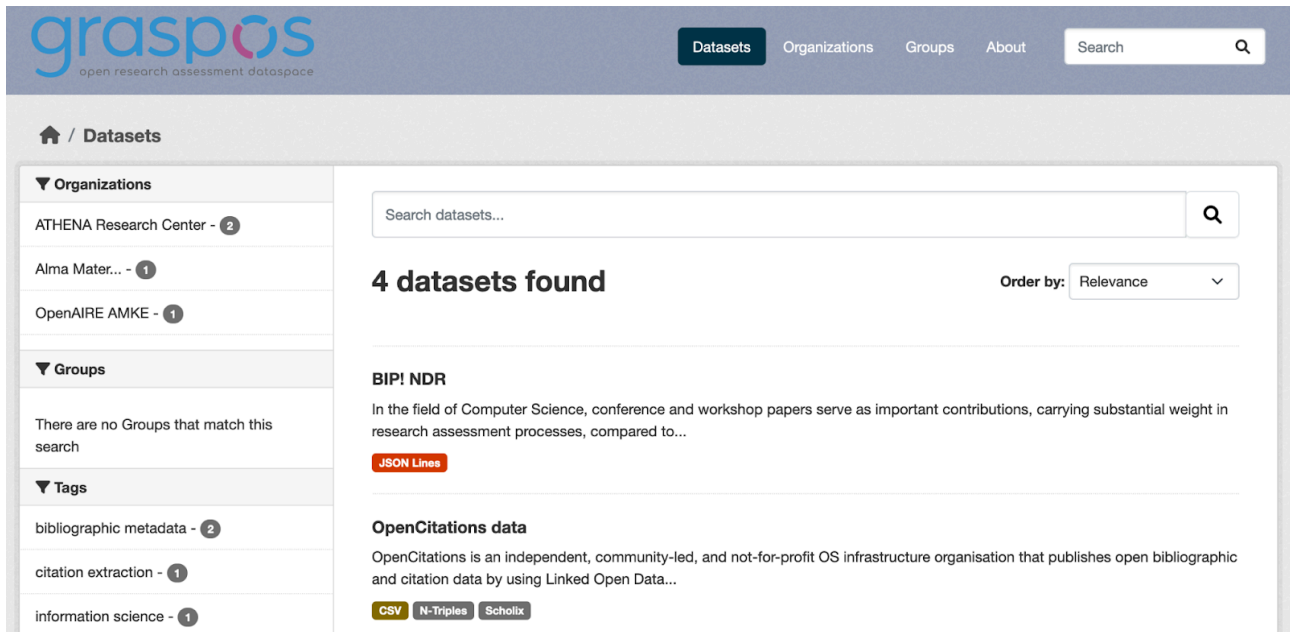 graspos
open research assessment dataspace
Datasets
Organizations
Groups
About
Search
/ Datasets
Organizations
ATHENA Research Center - 2
Alma Mater... - 1
OpenAIRE AMKE - 1
Groups
There are no Groups that match this
search
Tags
bibliographic metadata - 2
citation extraction - 1
information science - 1
Search datasets...
4 datasets found
Order by: Relevance
BIP! NDR
In the field of Computer Science, conference and workshop papers serve as important contributions, carrying substantial weight in
research assessment processes, compared to...
JSON Lines
OpenCitations data
OpenCitations is an independent, community-led, and not-for-profit OS infrastructure organisation that publishes open bibliographic
and citation data by using Linked Open Data...
CSV N-Triples Scholix